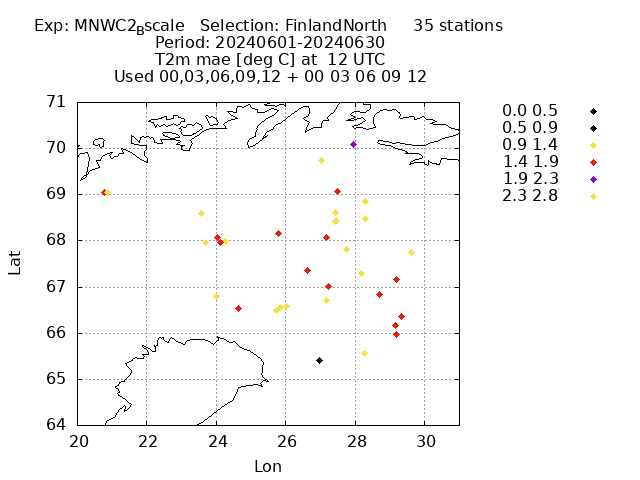 Exp: MNWC2_Bscale   Selection: FinlandNorth     35 stations
Period: 20240601-20240630
T2m mae [deg C] at  12 UTC
Used 00,03,06,09,12 + 00 03 06 09 12
71
70
69
68
67
66
65
64
Lat
20 22 24 26 28 30
Lon
0.0 0.5
0.5 0.9
0.9 1.4
1.4 1.9
1.9 2.3
2.3 2.8